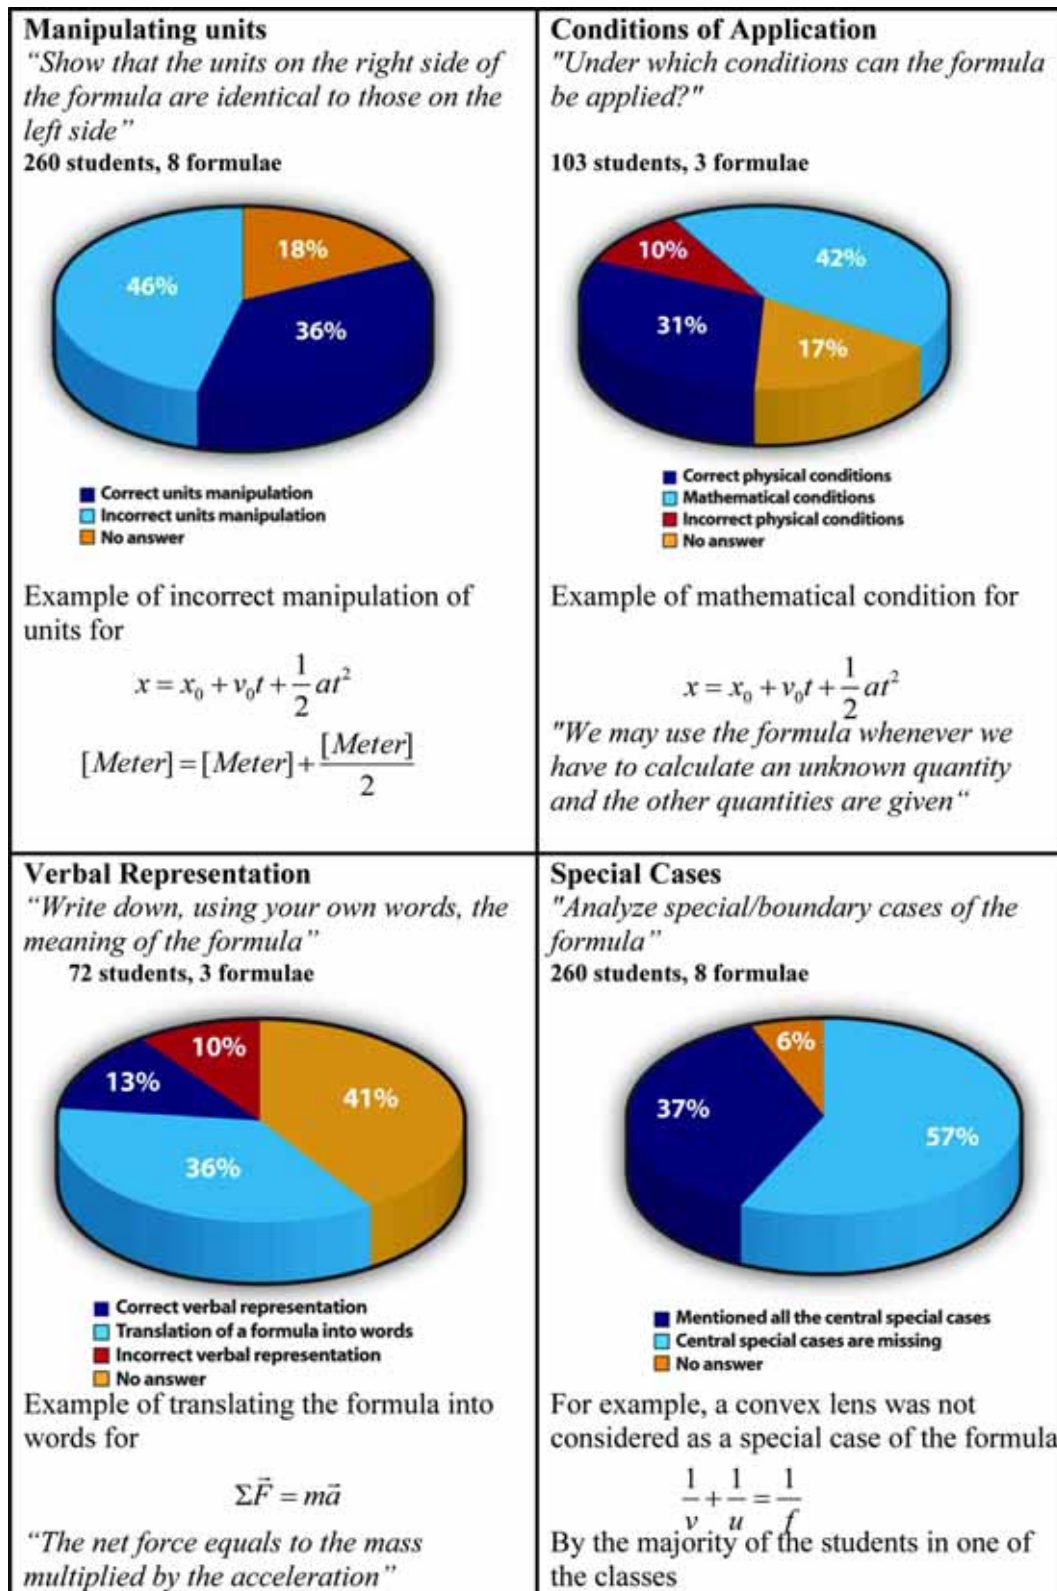 Manipulating units
“Show that the units on the right side of
the formula are identical to those on the
left side”
260 students, 8 formulae
18%
46%
36%
Correct units manipulation
Incorrect units manipulation
No answer
Example of incorrect manipulation of
units for
x = x₀ + v₀t + 1/2 at²
[Meter] = [Meter] + [Meter]/2
Conditions of Application
"Under which conditions can the formula
be applied?"
103 students, 3 formulae
10%
42%
31%
17%
Correct physical conditions
Mathematical conditions
Incorrect physical conditions
No answer
Example of mathematical condition for
x = x₀ + v₀t + 1/2 at²
"We may use the formula whenever we
have to calculate an unknown quantity
and the other quantities are given“
Verbal Representation
“Write down, using your own words, the
meaning of the formula”
72 students, 3 formulae
10%
13%
41%
36%
Correct verbal representation
Translation of a formula into words
Incorrect verbal representation
No answer
Example of translating the formula into
words for
ΣF⃗ = ma⃗
“The net force equals to the mass
multiplied by the acceleration”
Special Cases
"Analyze special/boundary cases of the
formula”
260 students, 8 formulae
6%
37%
57%
Mentioned all the central special cases
Central special cases are missing
No answer
For example, a convex lens was not
considered as a special case of the formula
1/v + 1/u = 1/f
By the majority of the students in one of
the classes